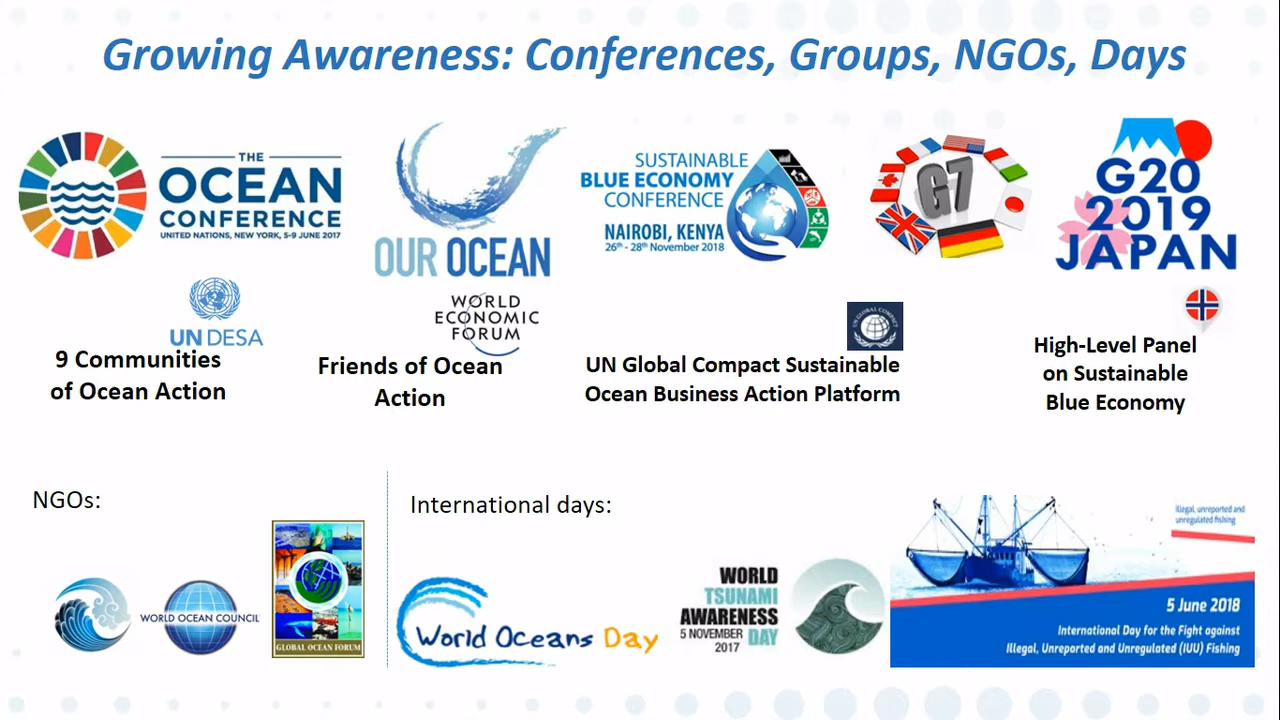 Growing Awareness: Conferences, Groups, NGOs, Days
THE
OCEAN
CONFERENCE
UNITED NATIONS, NEW YORK, 5-9 JUNE 2017
OUR OCEAN
SUSTAINABLE
BLUE ECONOMY
CONFERENCE
NAIROBI, KENYA
26th - 28th November 2018
G7
G20
2019
JAPAN
UN DESA
9 Communities
of Ocean Action
WORLD
ECONOMIC
FORUM
Friends of Ocean
Action
UN GLOBAL COMPACT
UN Global Compact Sustainable
Ocean Business Action Platform
High-Level Panel
on Sustainable
Blue Economy
NGOs:
WORLD OCEAN COUNCIL
GLOBAL OCEAN FORUM
International days:
World Oceans Day
WORLD
TSUNAMI
AWARENESS
5 NOVEMBER DAY
2017
Illegal, unreported and
unregulated fishing
5 June 2018
International Day for the Fight against
Illegal, Unreported and Unregulated (IUU) Fishing